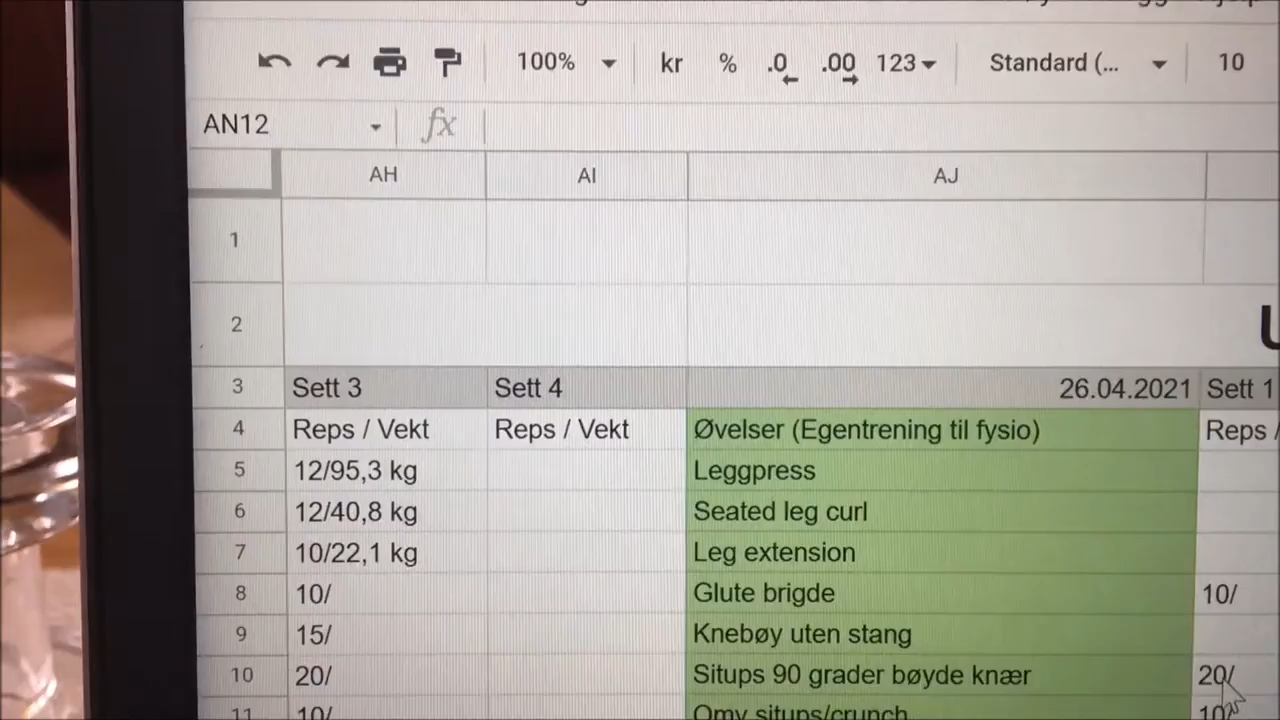 100% kr % .0 .00 123 Standard (... 10
AN12 fx
AH AI AJ
1
2
3 Sett 3 Sett 4 26.04.2021 Sett 1
4 Reps / Vekt Reps / Vekt Øvelser (Egentrening til fysio) Reps /
5 12/95,3 kg Leggpress
6 12/40,8 kg Seated leg curl
7 10/22,1 kg Leg extension
8 10/ Glute brigde 10/
9 15/ Knebøy uten stang
10 20/ Situps 90 grader bøyde knær 20/
11 10/ Omv situps/crunch